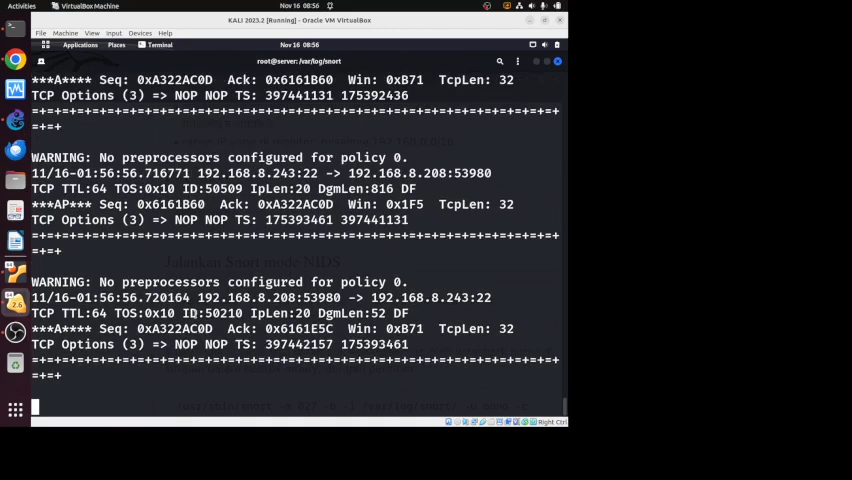 Activities VirtualBox Machine Nov 16 08:56
KALI 2023.2 [Running] - Oracle VM VirtualBox
File Machine View Input Devices Help
Applications Places Terminal Nov 16 08:56
root@server: /var/log/snort
***A**** Seq: 0xA322AC0D Ack: 0x6161B60 Win: 0xB71 TcpLen: 32
TCP Options (3) => NOP NOP TS: 397441131 175392436
=+=+=+=+=+=+=+=+=+=+=+=+=+=+=+=+=+=+=+=+=+=+=+=+=+=+=+=+=+=+=+=+=+=+=+=+
=+=+
WARNING: No preprocessors configured for policy 0.
11/16-01:56:56.716771 192.168.8.243:22 -> 192.168.8.208:53980
TCP TTL:64 TOS:0x10 ID:50509 IpLen:20 DgmLen:816 DF
***AP*** Seq: 0x6161B60 Ack: 0xA322AC0D Win: 0x1F5 TcpLen: 32
TCP Options (3) => NOP NOP TS: 175393461 397441131
=+=+=+=+=+=+=+=+=+=+=+=+=+=+=+=+=+=+=+=+=+=+=+=+=+=+=+=+=+=+=+=+=+=+=+=+
=+=+
Jalankan Snort mode NIDS
WARNING: No preprocessors configured for policy 0.
11/16-01:56:56.720164 192.168.8.208:53980 -> 192.168.8.243:22
TCP TTL:64 TOS:0x10 ID:50210 IpLen:20 DgmLen:52 DF
***A**** Seq: 0xA322AC0D Ack: 0x6161E5C Win: 0xB71 TcpLen: 32
TCP Options (3) => NOP NOP TS: 397442157 175393461
=+=+=+=+=+=+=+=+=+=+=+=+=+=+=+=+=+=+=+=+=+=+=+=+=+=+=+=+=+=+=+=+=+=+=+=+
=+=+
Right Ctrl